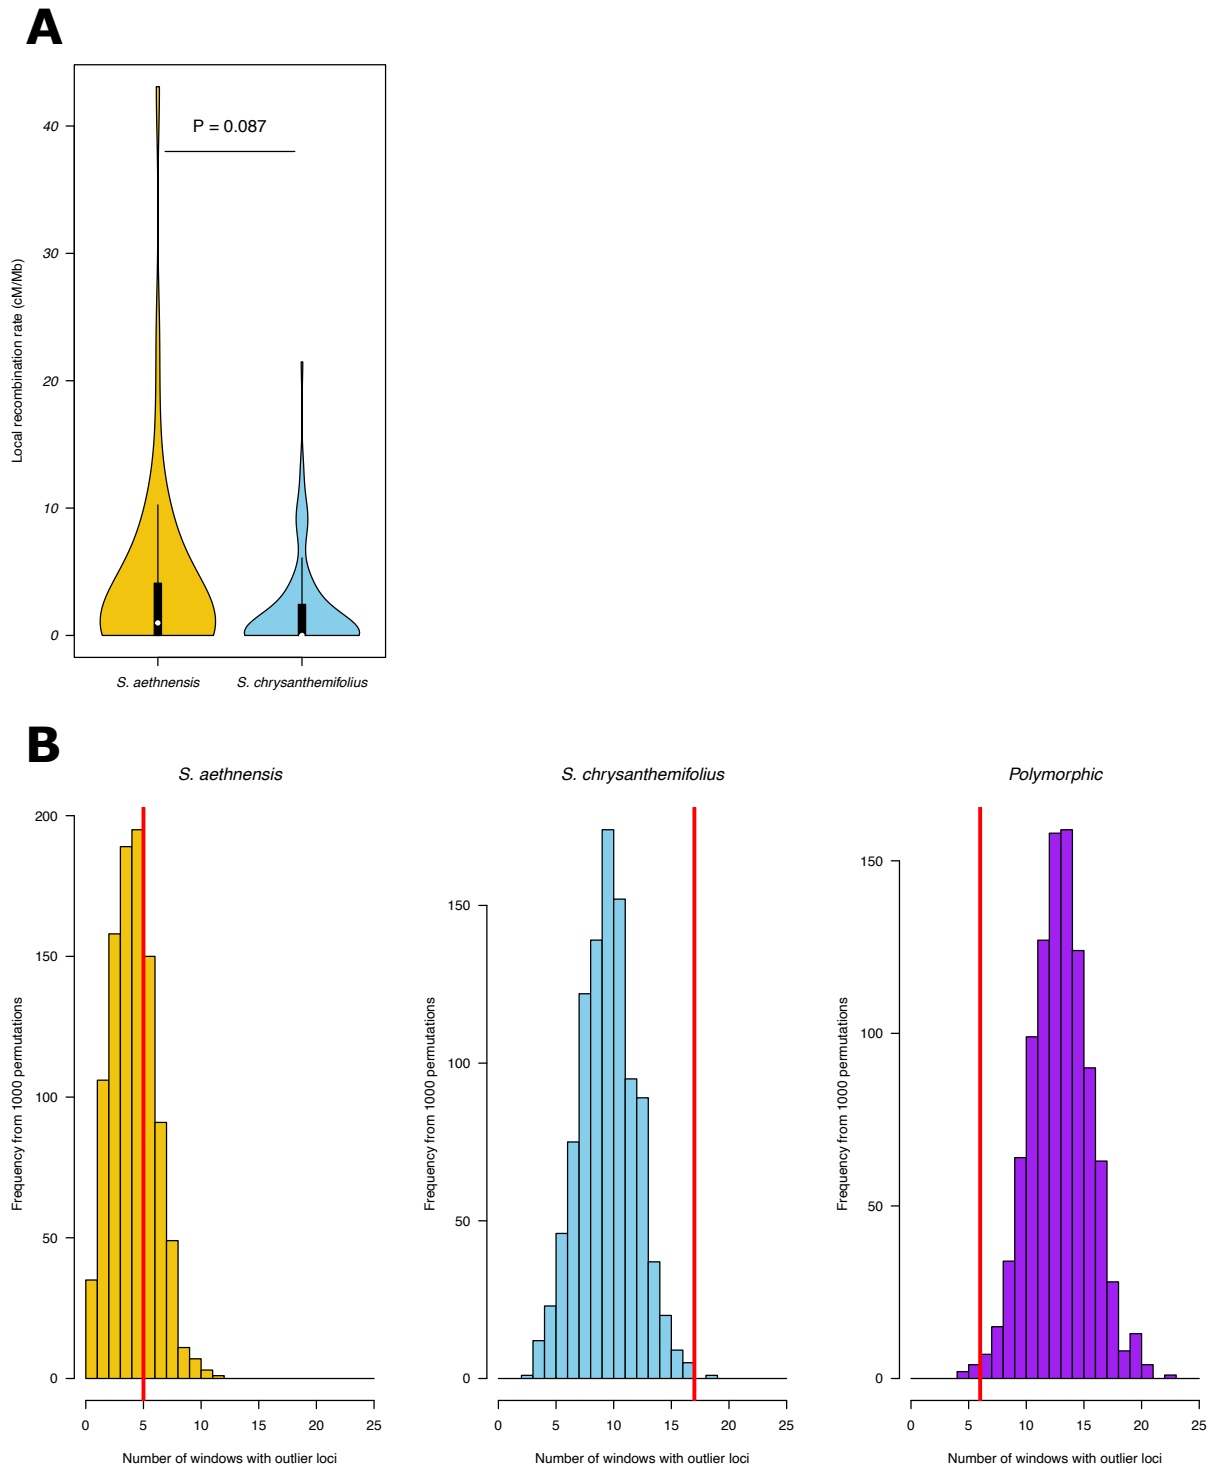 A
P = 0.087
40
30
20
10
0
Local recombination rate (cM/Mb)
S. aethnensis
S. chrysanthemifolius
B
S. aethnensis
200
150
100
50
0
Frequency from 1000 permutations
0 5 10 15 20 25
Number of windows with outlier loci
S. chrysanthemifolius
150
100
50
0
Frequency from 1000 permutations
0 5 10 15 20 25
Number of windows with outlier loci
Polymorphic
150
100
50
0
Frequency from 1000 permutations
0 5 10 15 20 25
Number of windows with outlier loci